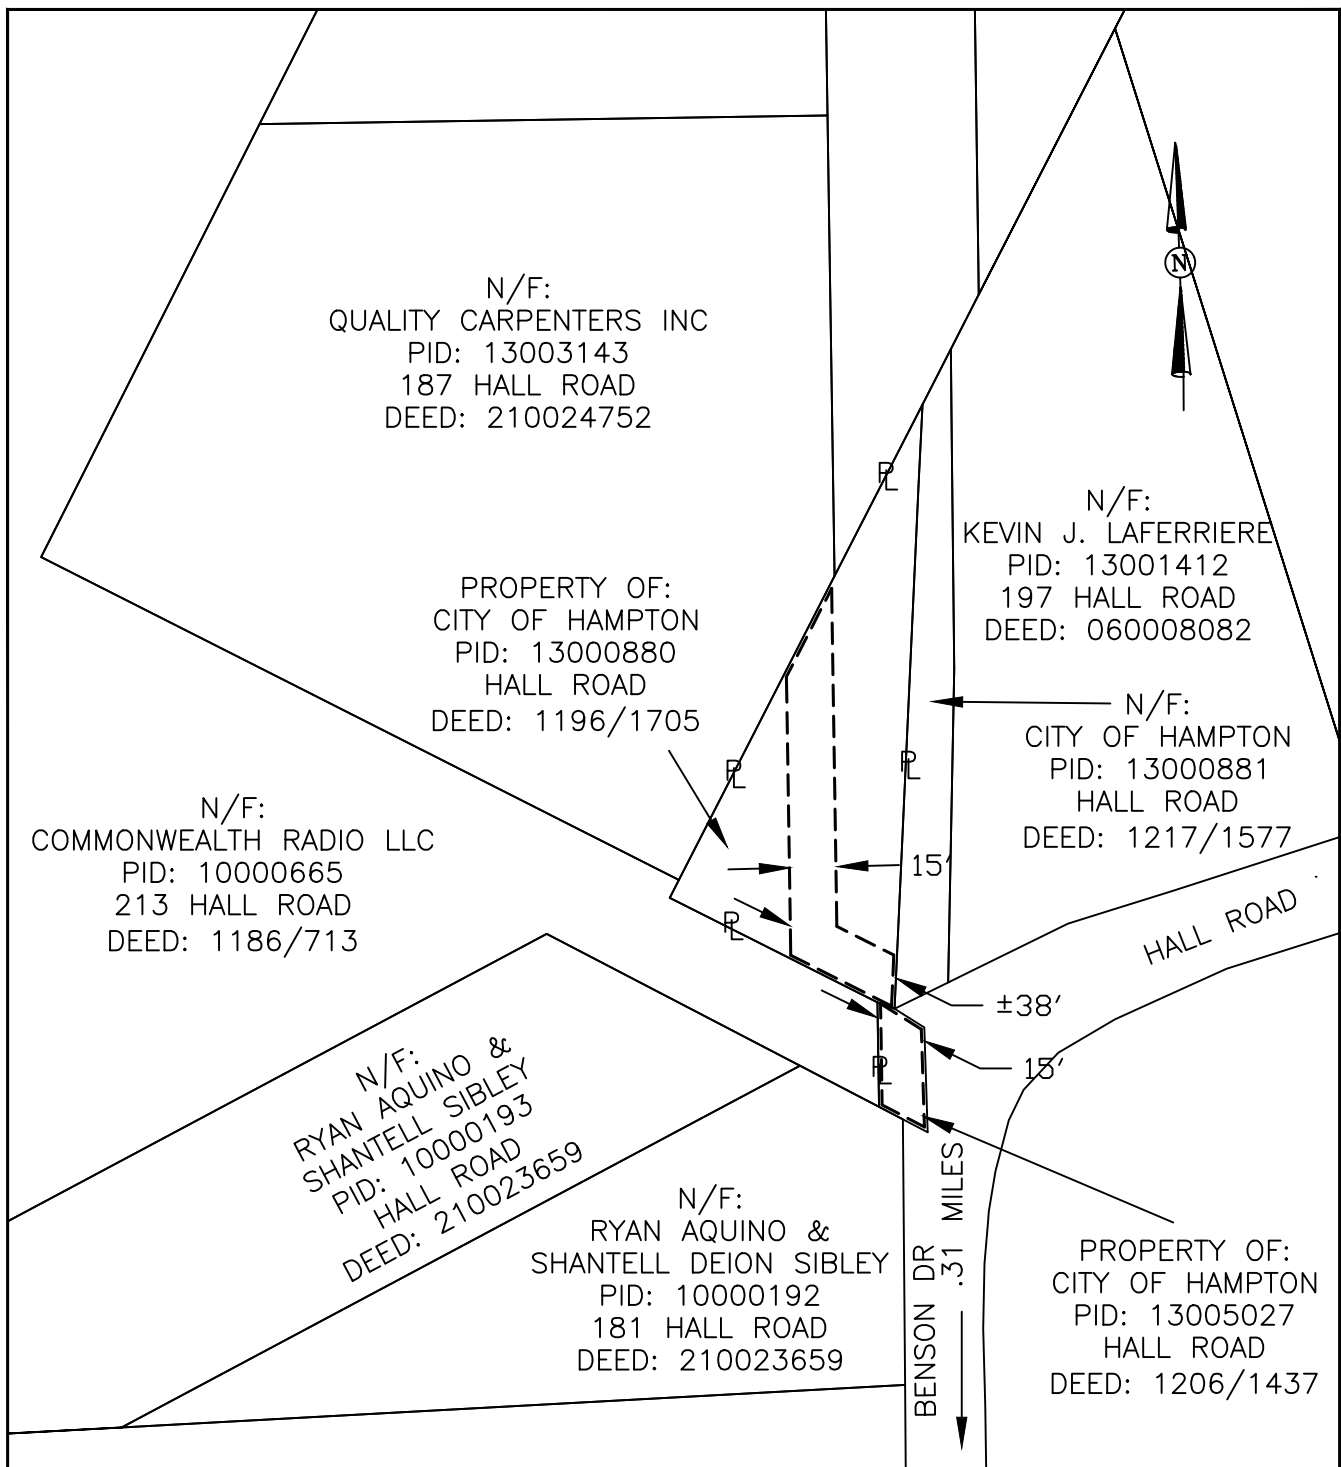 N
N/F:
QUALITY CARPENTERS INC
PID: 13003143
187 HALL ROAD
DEED: 210024752
PL
N/F:
KEVIN J. LAFERRIERE
PID: 13001412
197 HALL ROAD
DEED: 060008082
PROPERTY OF:
CITY OF HAMPTON
PID: 13000880
HALL ROAD
DEED: 1196/1705
N/F:
CITY OF HAMPTON
PID: 13000881
HALL ROAD
DEED: 1217/1577
PL
PL
N/F:
COMMONWEALTH RADIO LLC
PID: 10000665
213 HALL ROAD
DEED: 1186/713
15'
PL
HALL ROAD
±38'
15'
PL
N/F:
RYAN AQUINO &
SHANTELL SIBLEY
PID: 10000193
HALL ROAD
DEED: 210023659
N/F:
RYAN AQUINO &
SHANTELL DEION SIBLEY
PID: 10000192
181 HALL ROAD
DEED: 210023659
BENSON DR
.31 MILES
PROPERTY OF:
CITY OF HAMPTON
PID: 13005027
HALL ROAD
DEED: 1206/1437